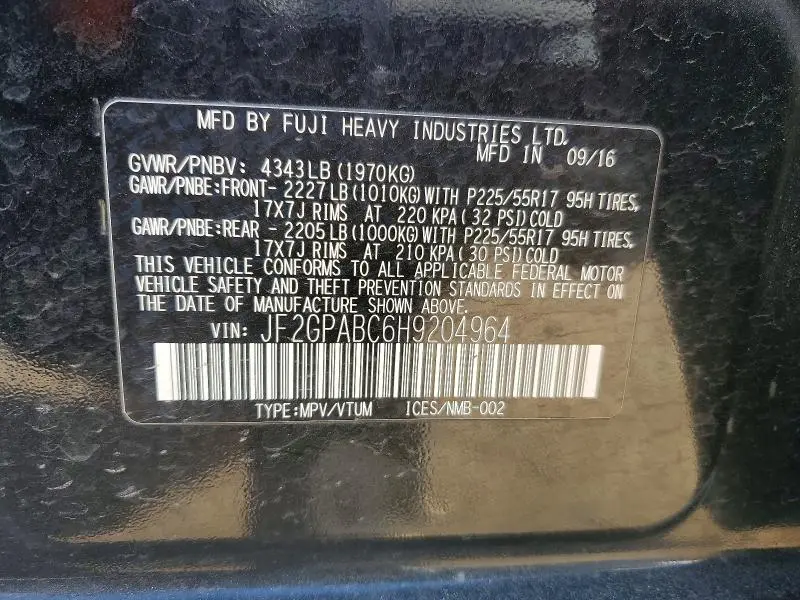 MFD BY FUJI HEAVY INDUSTRIES LTD.
MFD IN 09/16
GVWR/PNBV: 4343LB(1970KG)
GAWR/PNBE:FRONT- 2227LB(1010KG)WITH P225/55R17 95H TIRES,
17X7J RIMS AT 220 KPA(32 PSI)COLD
GAWR/PNBE:REAR - 2205LB(1000KG)WITH P225/55R17 95H TIRES,
17X7J RIMS AT 210 KPA(30 PSI)COLD
THIS VEHICLE CONFORMS TO ALL APPLICABLE FEDERAL MOTOR
VEHICLE SAFETY AND THEFT PREVENTION STANDARDS IN EFFECT ON
THE DATE OF MANUFACTURE SHOWN ABOVE.
VIN: JF2GPABC6H9204964
TYPE:MPV/VTUM ICES/NMB-002